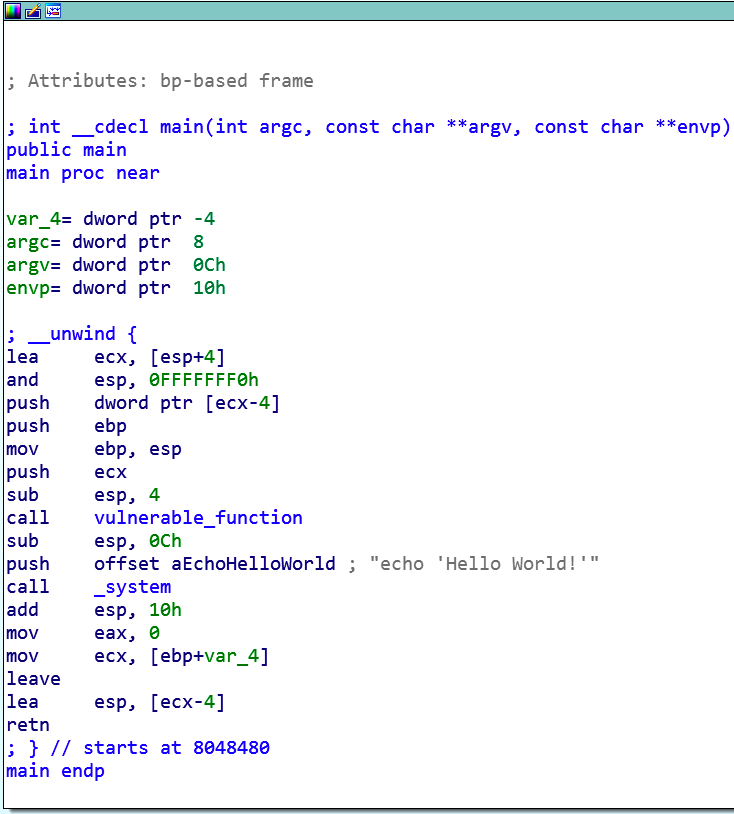 ; Attributes: bp-based frame
; int __cdecl main(int argc, const char **argv, const char **envp)
public main
main proc near
var_4= dword ptr -4
argc= dword ptr  8
argv= dword ptr  0Ch
envp= dword ptr  10h
; __unwind {
lea     ecx, [esp+4]
and     esp, 0FFFFFFF0h
push    dword ptr [ecx-4]
push    ebp
mov     ebp, esp
push    ecx
sub     esp, 4
call    vulnerable_function
sub     esp, 0Ch
push    offset aEchoHelloWorld ; "echo 'Hello World!'"
call    _system
add     esp, 10h
mov     eax, 0
mov     ecx, [ebp+var_4]
leave
lea     esp, [ecx-4]
retn
; } // starts at 8048480
main endp